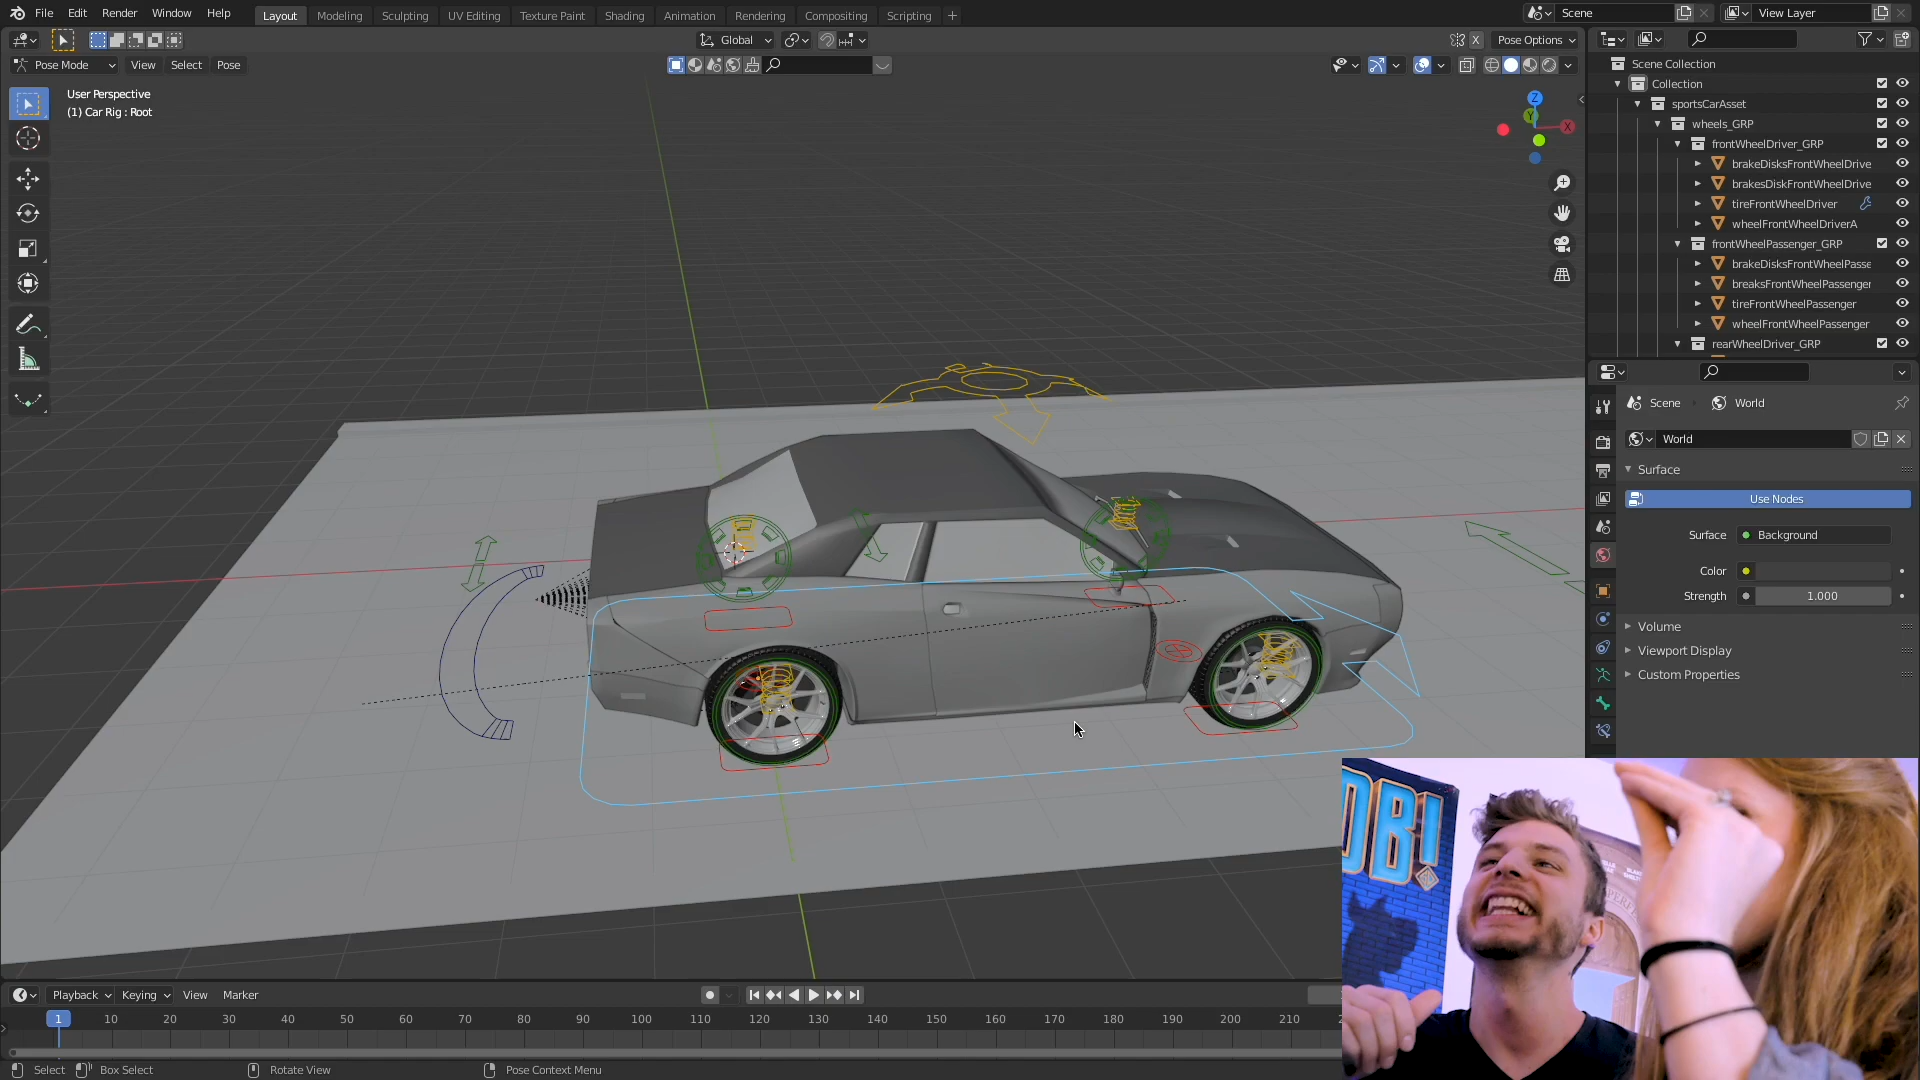 File Edit Render Window Help
Layout Modeling Sculpting UV Editing Texture Paint Shading Animation Rendering Compositing Scripting +
Scene
View Layer
Global
X Pose Options
Pose Mode View Select Pose
User Perspective
(1) Car Rig : Root
Z
Y
X
Scene Collection
Collection
sportsCarAsset
wheels_GRP
frontWheelDriver_GRP
brakeDisksFrontWheelDrive
brakesDiskFrontWheelDrive
tireFrontWheelDriver
wheelFrontWheelDriverA
frontWheelPassenger_GRP
brakeDisksFrontWheelPasse
breaksFrontWheelPassenger
tireFrontWheelPassenger
wheelFrontWheelPassenger
rearWheelDriver_GRP
Scene World
World
Surface
Use Nodes
Surface Background
Color
Strength 1.000
Volume
Viewport Display
Custom Properties
OB!
Playback Keying View Marker
1 10 20 30 40 50 60 70 80 90 100 110 120 130 140 150 160 170 180 190 200 210
Select Box Select Rotate View Pose Context Menu